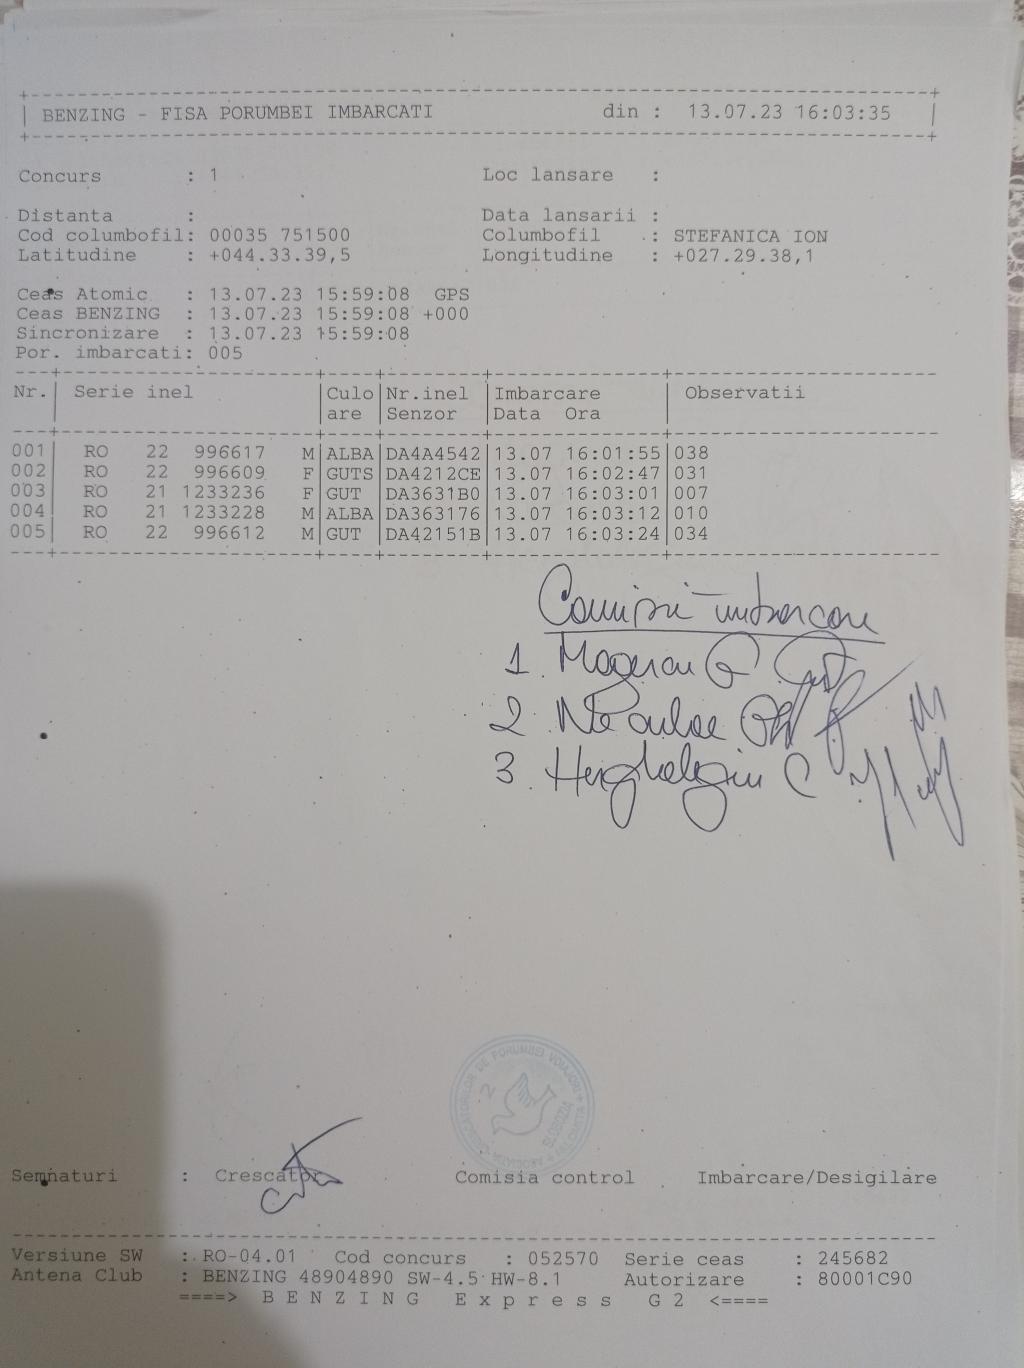 BENZING - FISA PORUMBEI IMBARCATI din : 13.07.23 16:03:35
Concurs : 1 Loc lansare :
Distanta : Data lansarii :
Cod columbofil: 00035 751500 Columbofil : STEFANICA ION
Latitudine : +044.33.39,5 Longitudine : +027.29.38,1
Ceas Atomic : 13.07.23 15:59:08 GPS
Ceas BENZING : 13.07.23 15:59:08 +000
Sincronizare : 13.07.23 15:59:08
Por. imbarcati: 005
Nr. Serie inel Culo Nr.inel Imbarcare Observatii
are Senzor Data Ora
001 RO 22 996617 M ALBA DA4A4542 13.07 16:01:55 038
002 RO 22 996609 F GUTS DA4212CE 13.07 16:02:47 031
003 RO 21 1233236 F GUT DA3631B0 13.07 16:03:01 007
004 RO 21 1233228 M ALBA DA363176 13.07 16:03:12 010
005 RO 22 996612 M GUT DA42151B 13.07 16:03:24 034
Comisie imbarcare
1. Mogerau G
2. Neculae
3. Herghelegiu C
PORUMBEI VOIAJORI
SLOBOZIA
Semnaturi : Crescator Comisia control Imbarcare/Desigilare
Versiune SW : RO-04.01 Cod concurs : 052570 Serie ceas : 245682
Antena Club : BENZING 48904890 SW-4.5 HW-8.1 Autorizare : 80001C90
====> B E N Z I N G E x p r e s s G 2 <====